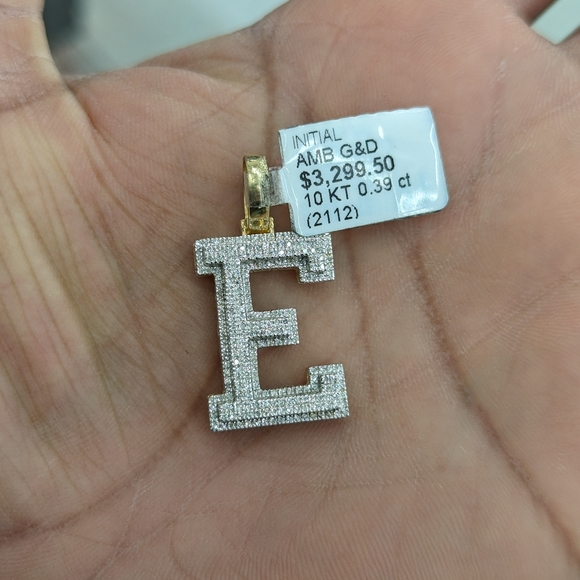 INITIAL
AMB G&D
$3,299.50
10 KT 0.39 ct
(2112)
E